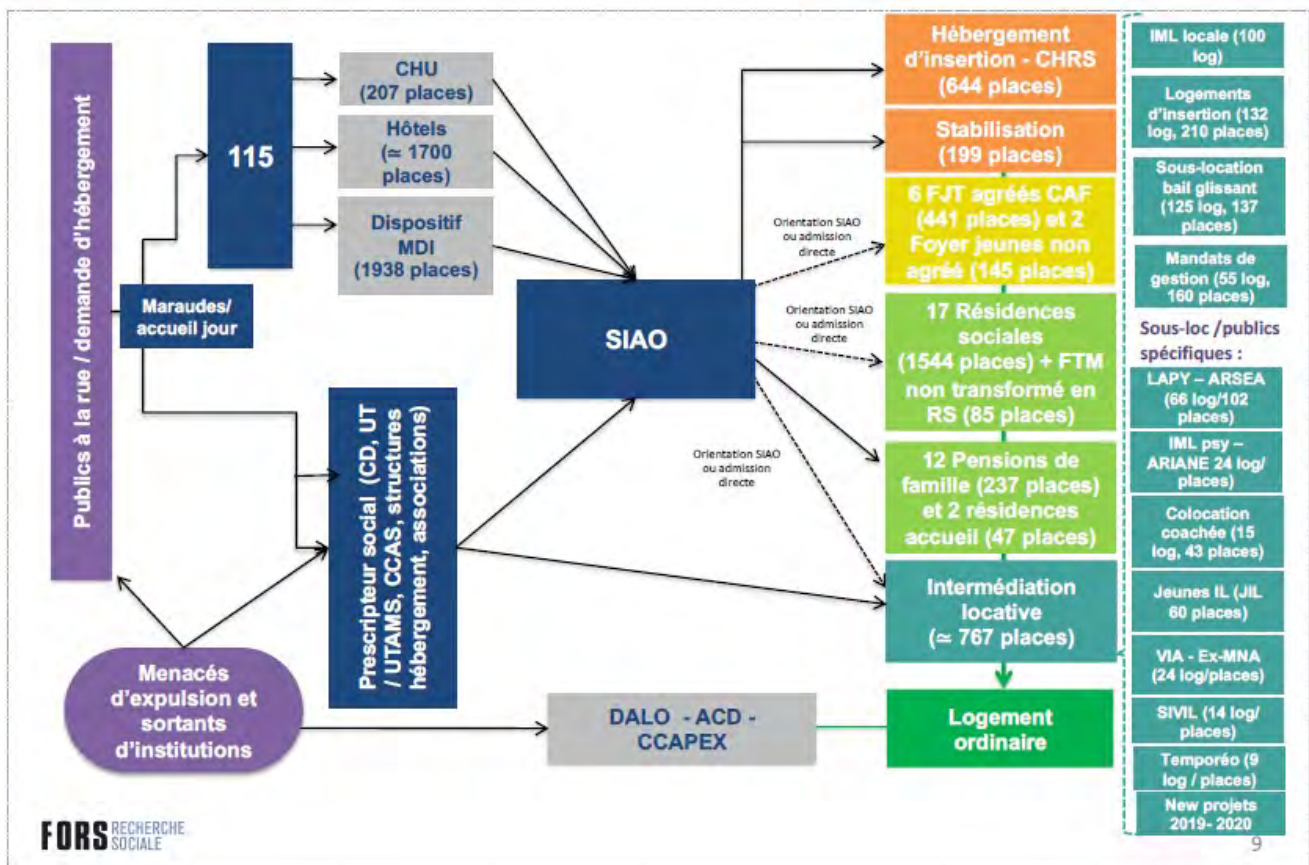 Publics à la rue / demande d'hébergement
115
Maraudes/
accueil jour
CHU
(207 places)
Hôtels
(≃ 1700
places)
Dispositif
MDI
(1938 places)
Prescripteur social (CD, UT
/ UTAMS, CCAS, structures
hébergement, associations)
Menacés
d'expulsion et
sortants
d'institutions
SIAO
DALO - ACD -
CCAPEX
Orientation SIAO
ou admission
directe
Orientation SIAO
ou admission
directe
Orientation SIAO
ou admission
directe
Hébergement
d'insertion - CHRS
(644 places)
Stabilisation
(199 places)
6 FJT agréés CAF
(441 places) et 2
Foyer jeunes non
agréé (145 places)
17 Résidences
sociales
(1544 places) + FTM
non transformé en
RS (85 places)
12 Pensions de
famille (237 places)
et 2 résidences
accueil (47 places)
Intermédiation
locative
(≃ 767 places)
Logement
ordinaire
IML locale (100
log)
Logements
d'insertion (132
log, 210 places)
Sous-location
bail glissant
(125 log, 137
places)
Mandats de
gestion (55 log,
160 places)
Sous-loc /publics
spécifiques :
LAPY – ARSEA
(66 log/102
places)
IML psy –
ARIANE 24 log/
places)
Colocation
coachée (15
log, 43 places)
Jeunes IL (JIL
60 places)
VIA - Ex-MNA
(24 log/places)
SIVIL (14 log/
places)
Temporéo (9
log / places)
New projets
2019- 2020
FORS RECHERCHE
SOCIALE
9